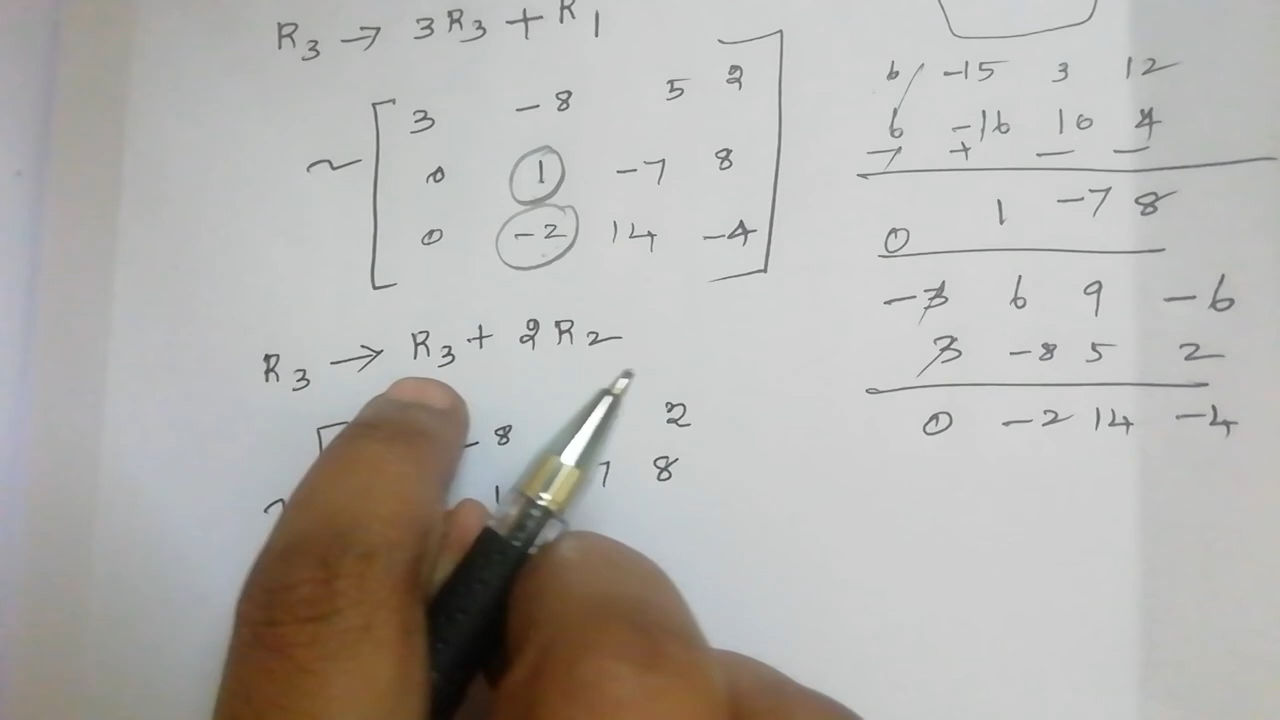 R3 → 3R3 + R1
~ [ 3 -8 5 2
0 1 -7 8
0 -2 14 -4 ]
R3 → R3 + 2R2
-8 2
~ 1 7 8
6 -15 3 12
6 -16 10 4
- + - -
0 1 -7 8
-3 6 9 -6
3 -8 5 2
0 -2 14 -4